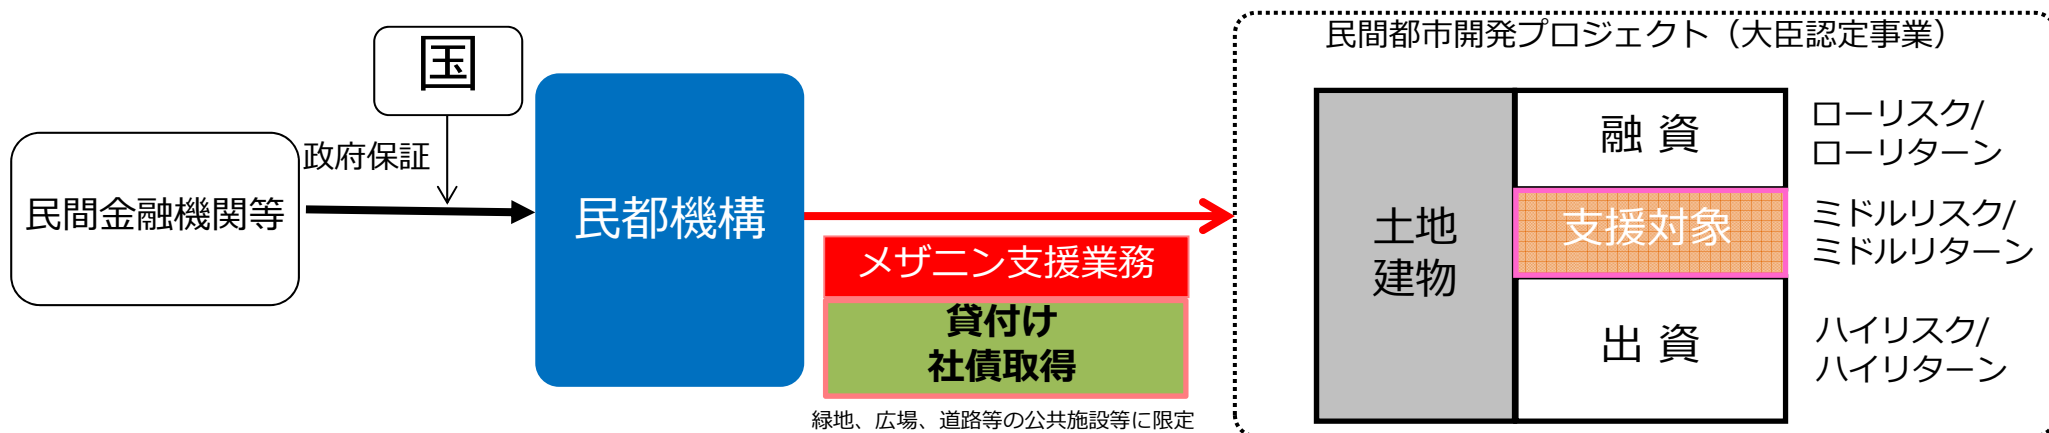 民間都市開発プロジェクト（大臣認定事業）
国
政府保証
民間金融機関等
民都機構
メザニン支援業務
貸付け
社債取得
緑地、広場、道路等の公共施設等に限定
土地
建物
融 資
ローリスク/
ローリターン
支援対象
ミドルリスク/
ミドルリターン
出 資
ハイリスク/
ハイリターン